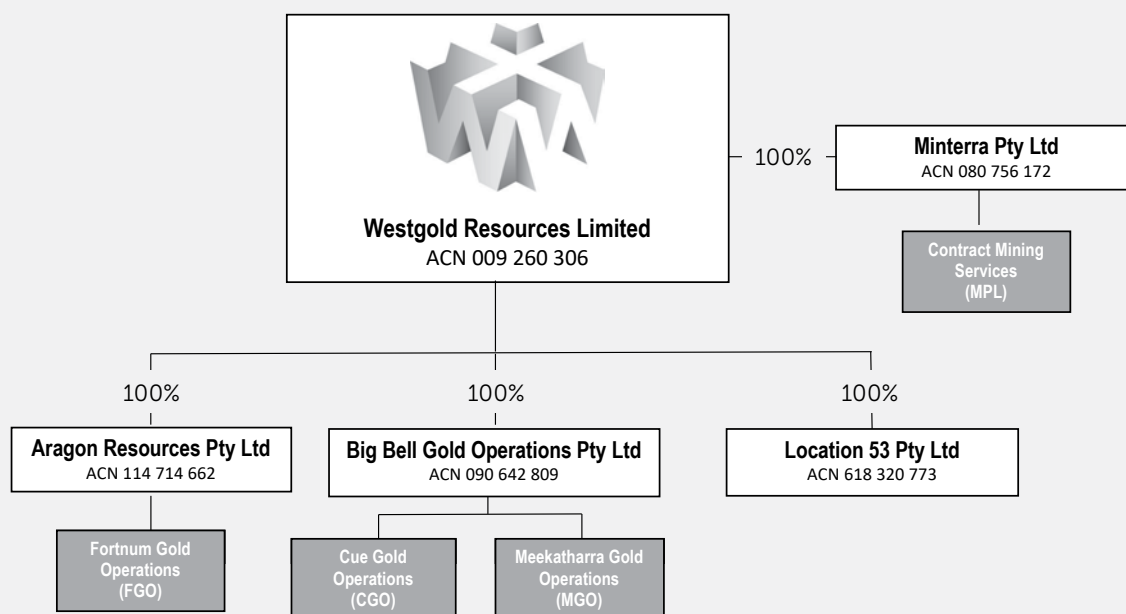 Westgold Resources Limited
ACN 009 260 306
100%
Minterra Pty Ltd
ACN 080 756 172
Contract Mining
Services
(MPL)
100%
100%
100%
Aragon Resources Pty Ltd
ACN 114 714 662
Big Bell Gold Operations Pty Ltd
ACN 090 642 809
Location 53 Pty Ltd
ACN 618 320 773
Fortnum Gold
Operations
(FGO)
Cue Gold
Operations
(CGO)
Meekatharra Gold
Operations
(MGO)